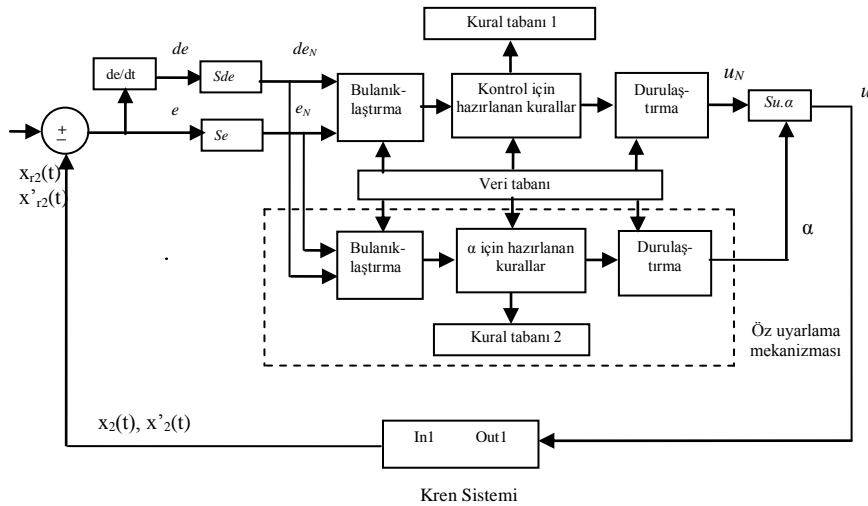 Kural tabanı 1
de
de_N
u_N
u
de/dt
Sde
Bulanık-
laştırma
Kontrol için
hazırlanan kurallar
Durulaş-
tırma
Su.α
e
e_N
Se
±
x_r2(t)
x’_r2(t)
Veri tabanı
Bulanık-
laştırma
α için hazırlanan
kurallar
Durulaş-
tırma
α
Kural tabanı 2
Öz uyarlama
mekanizması
x_2(t), x’_2(t)
In1 Out1
Kren Sistemi